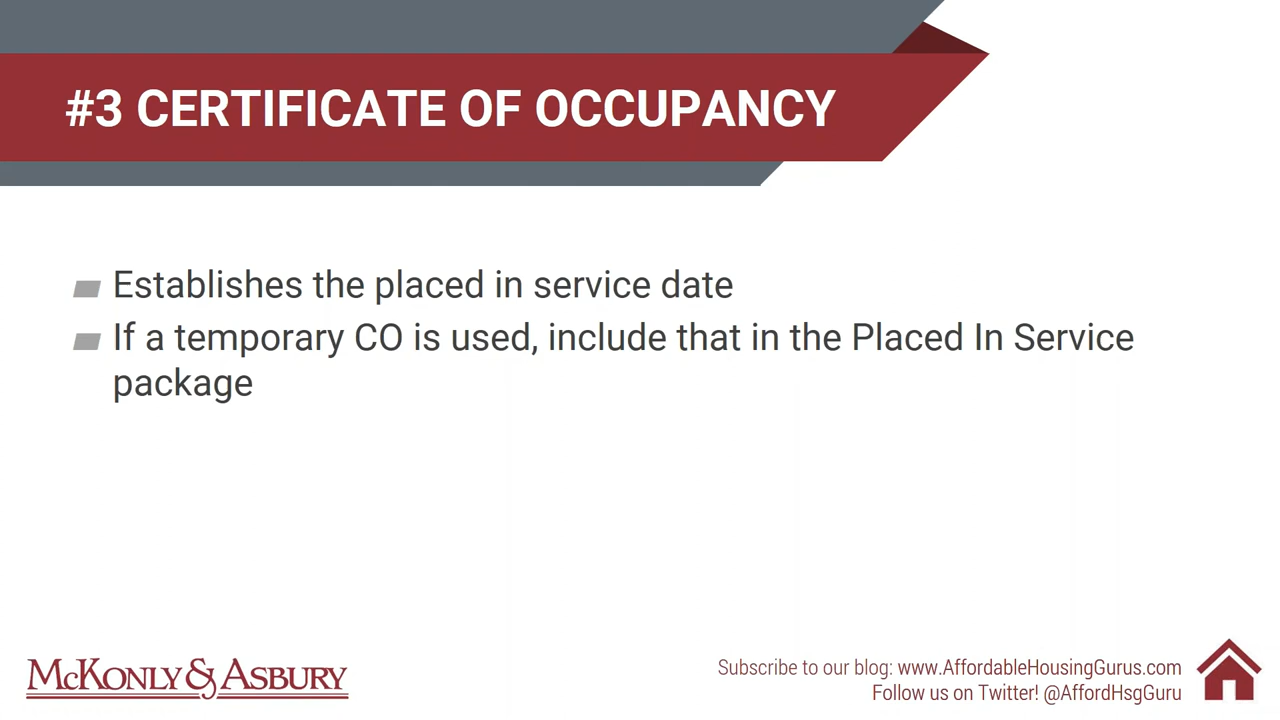 #3 CERTIFICATE OF OCCUPANCY
Establishes the placed in service date
If a temporary CO is used, include that in the Placed In Service
package
McKonly & Asbury
Subscribe to our blog: www.AffordableHousingGurus.com
Follow us on Twitter! @AffordHsgGuru